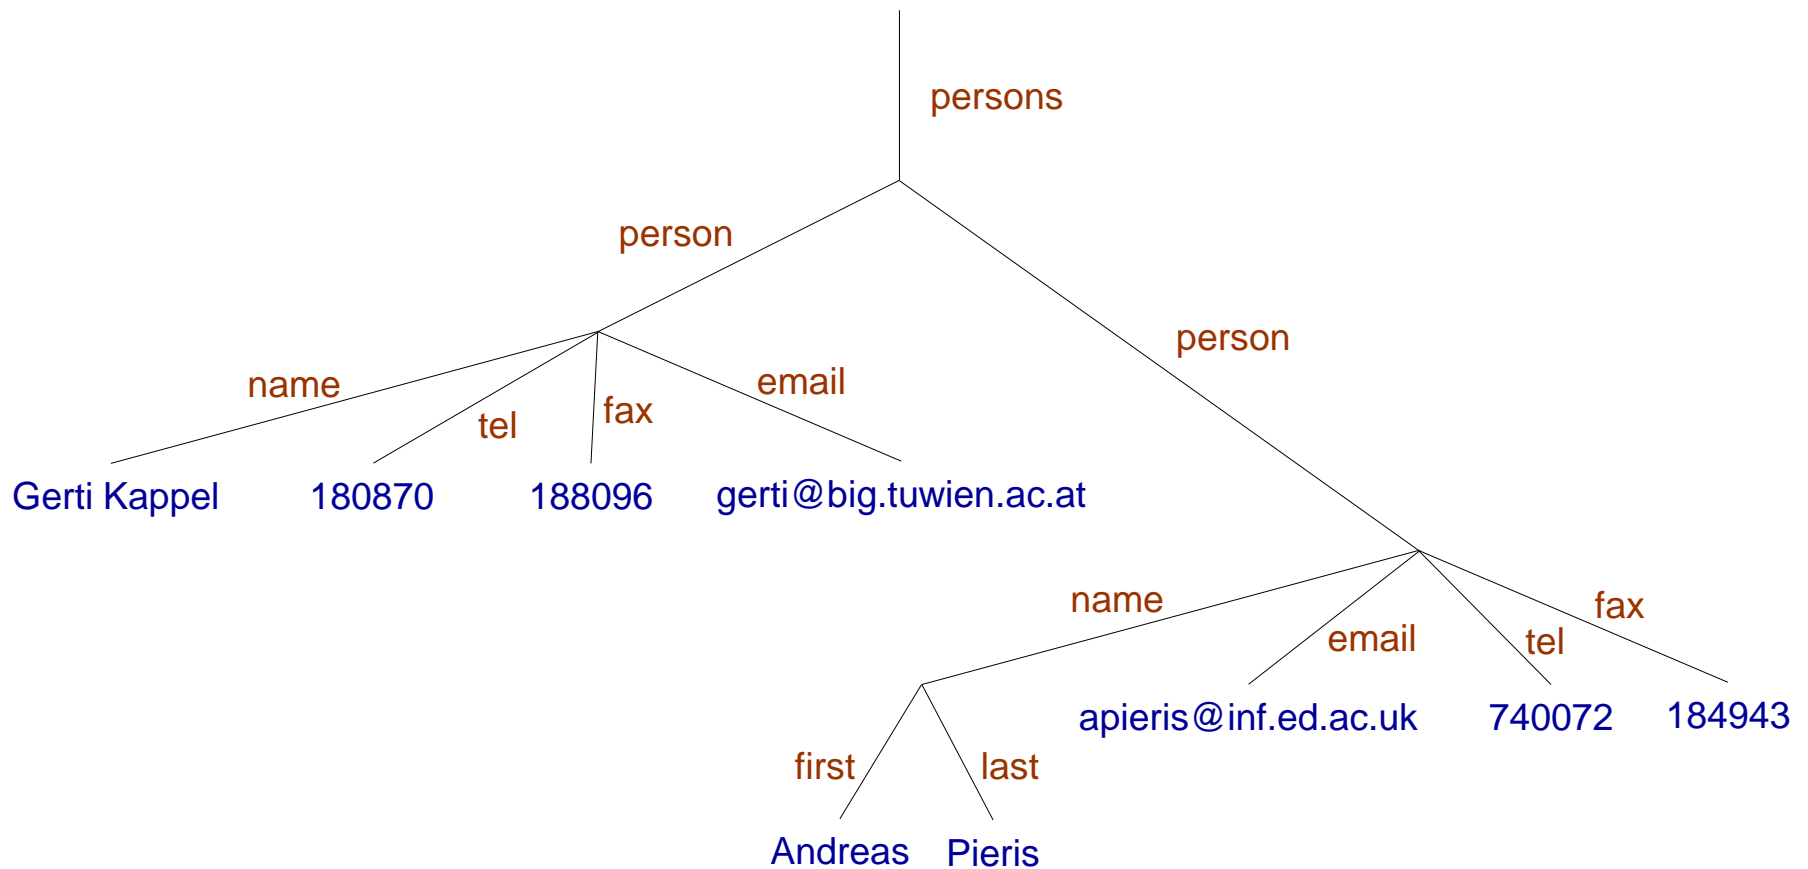 persons
person
person
name
tel
fax
email
Gerti Kappel
180870
188096
gerti@big.tuwien.ac.at
name
email
tel
fax
apieris@inf.ed.ac.uk
740072
184943
first
last
Andreas
Pieris